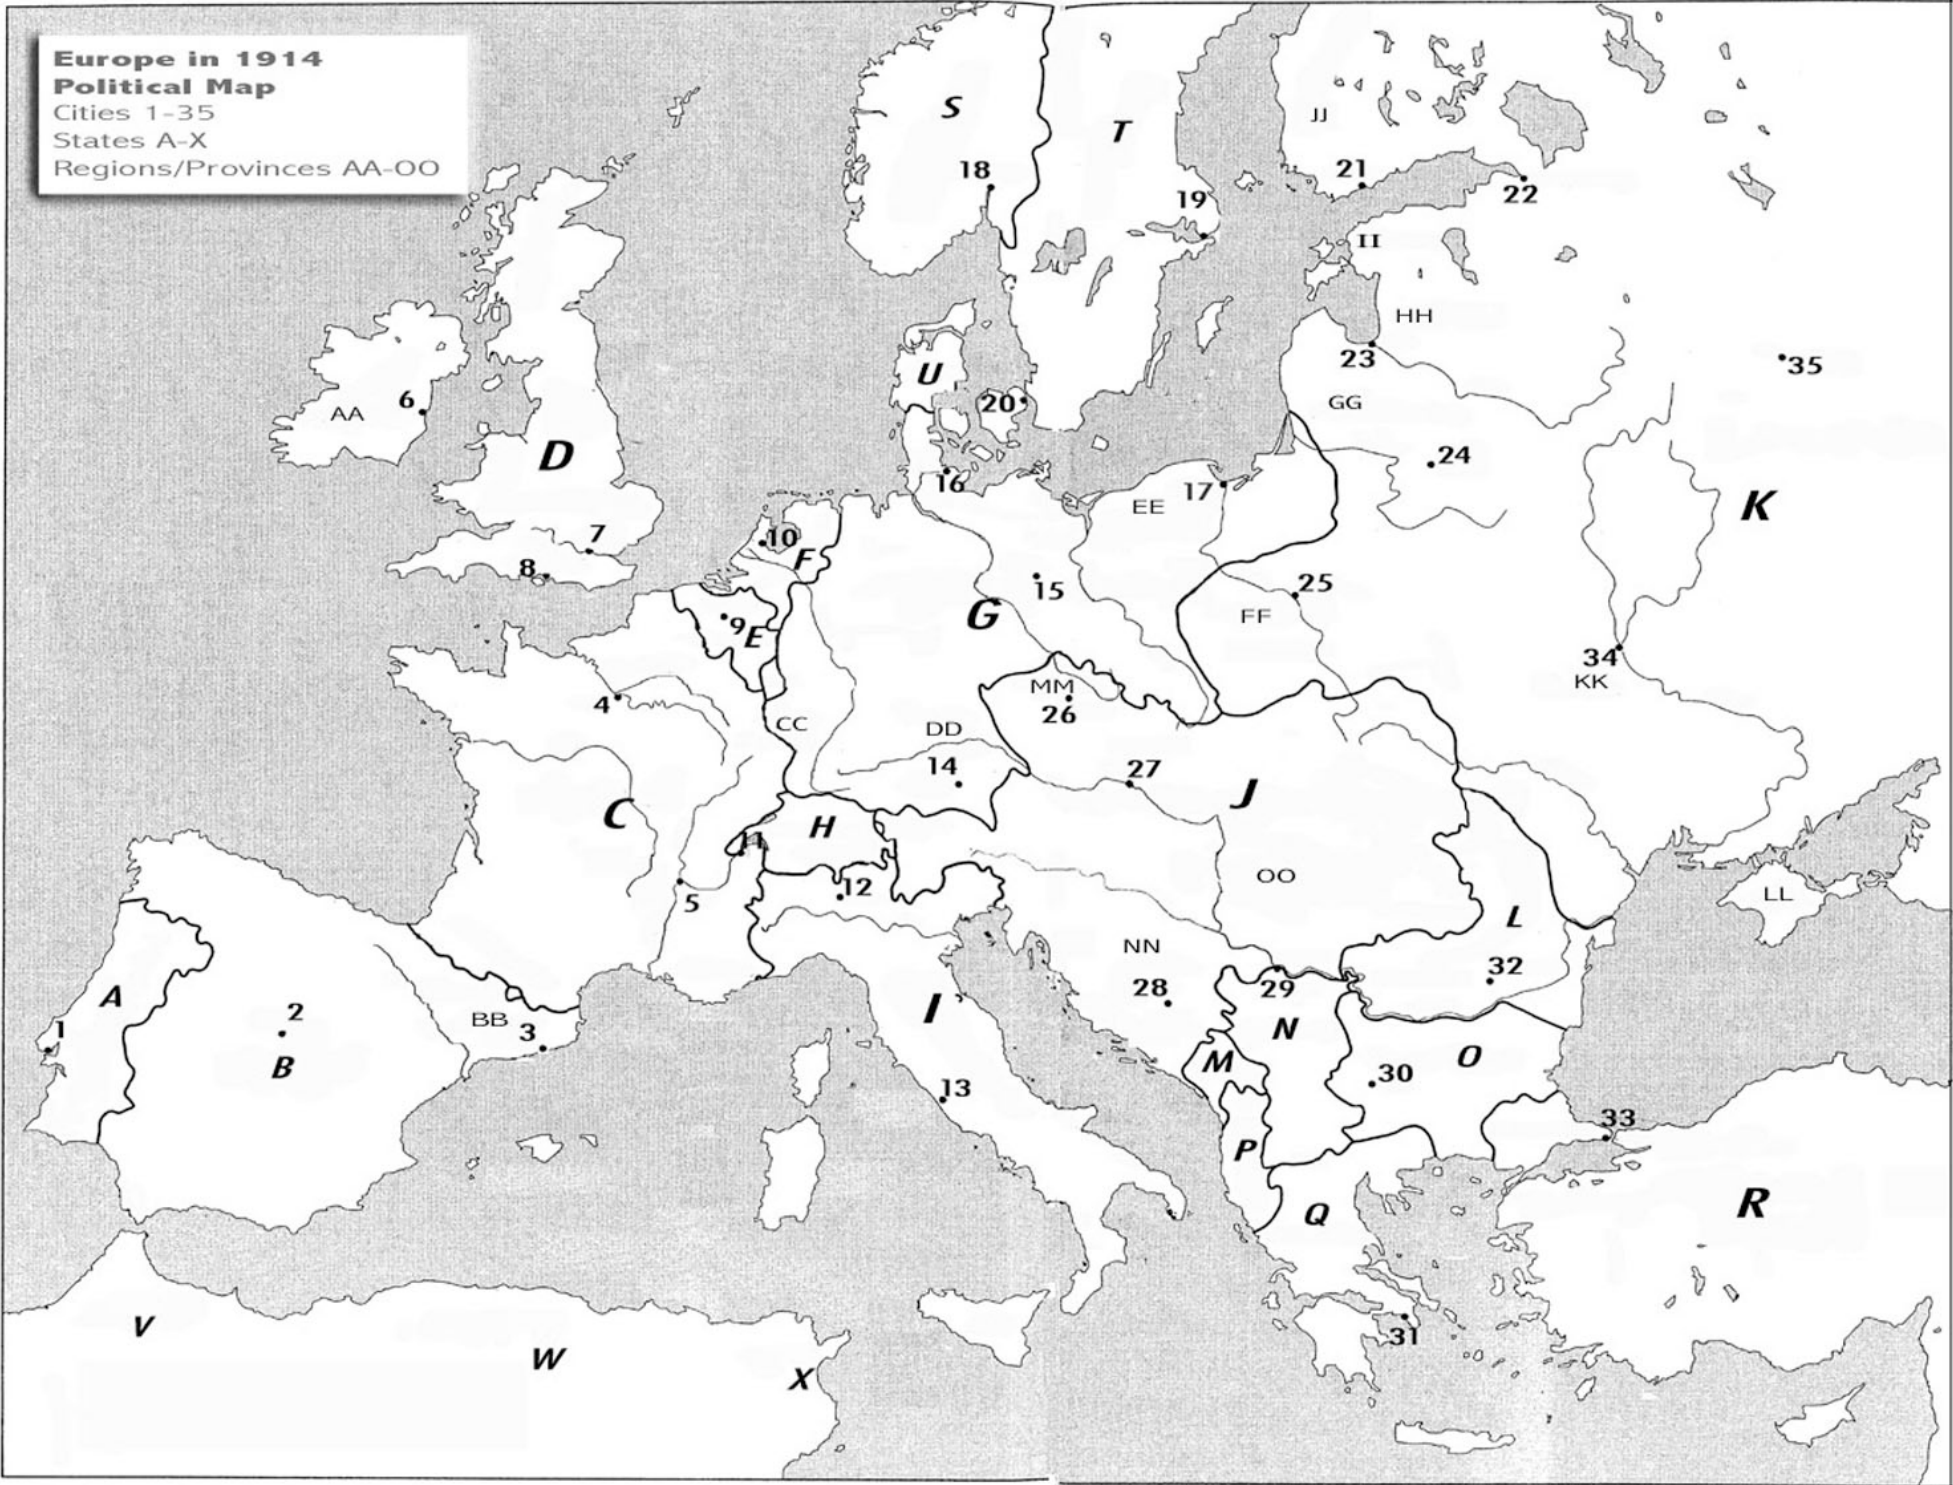 Europe in 1914
Political Map
Cities 1-35
States A-X
Regions/Provinces AA-OO
S
T
JJ
18
19
21
22
II
HH
23
35
U
20
GG
6
AA
D
24
16
17
EE
K
7
10
F
8
15
25
G
FF
9
E
34
KK
MM
4
26
CC
DD
14
27
J
C
H
11
OO
12
LL
5
L
NN
32
A
28
29
I
BB
3
2
1
N
B
M
O
30
13
33
P
R
Q
V
31
W
X